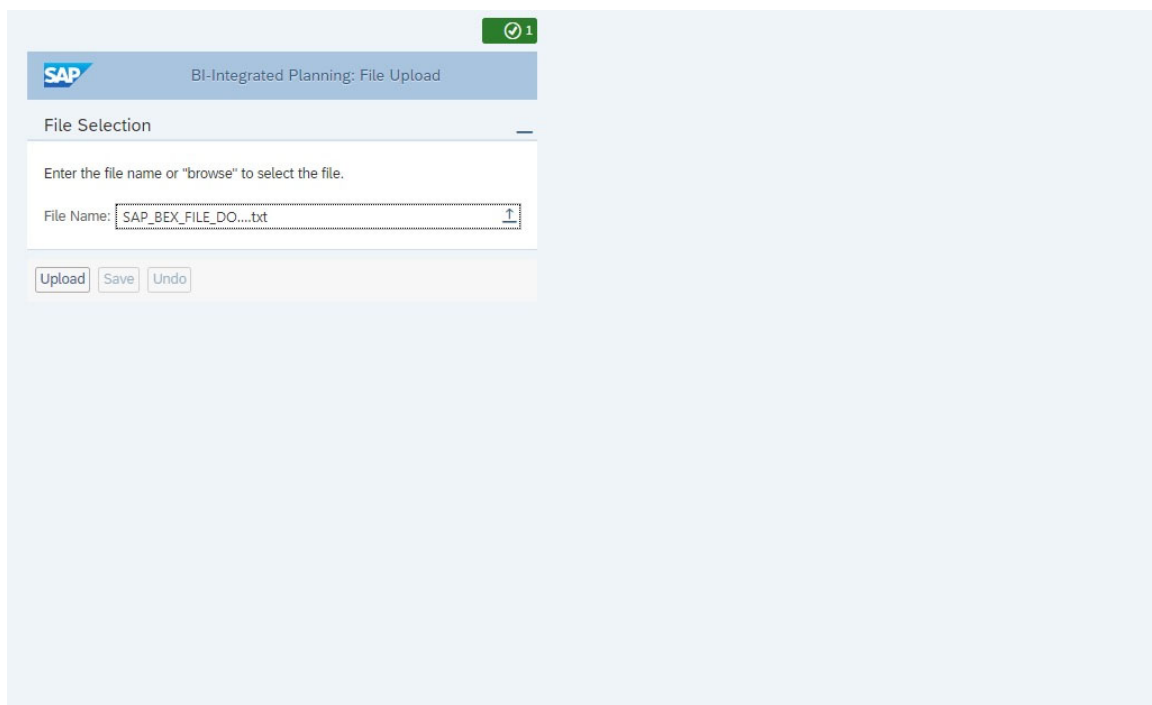 1
SAP BI-Integrated Planning: File Upload
File Selection
Enter the file name or "browse" to select the file.
File Name: SAP_BEX_FILE_DO....txt
Upload Save Undo